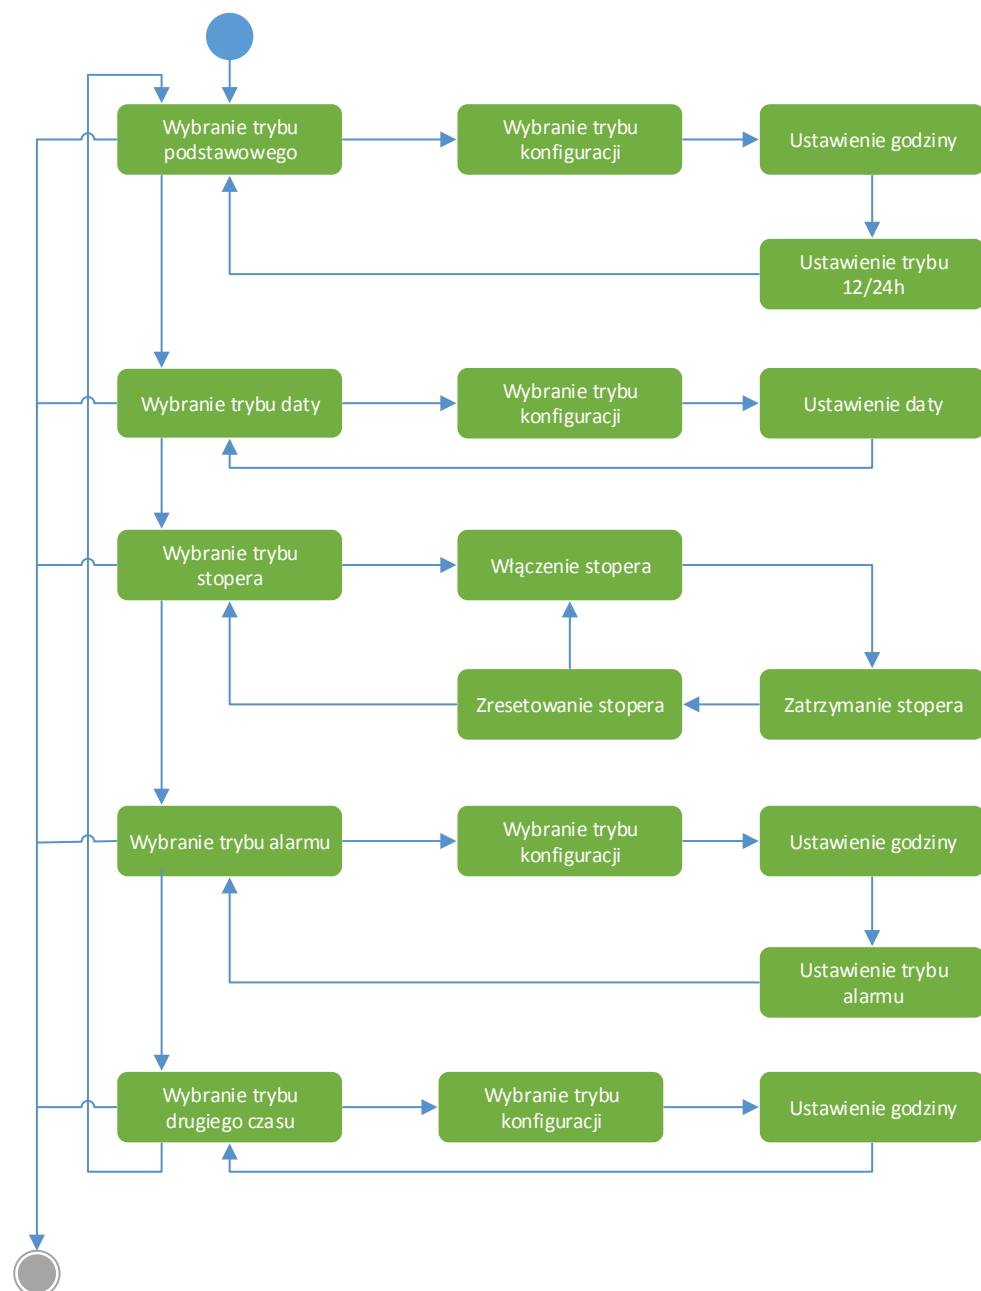 Wybranie trybu
podstawowego
Wybranie trybu
konfiguracji
Ustawienie godziny
Ustawienie trybu
12/24h
Wybranie trybu daty
Wybranie trybu
konfiguracji
Ustawienie daty
Wybranie trybu
stopera
Włączenie stopera
Zresetowanie stopera
Zatrzymanie stopera
Wybranie trybu alarmu
Wybranie trybu
konfiguracji
Ustawienie godziny
Ustawienie trybu
alarmu
Wybranie trybu
drugiego czasu
Wybranie trybu
konfiguracji
Ustawienie godziny